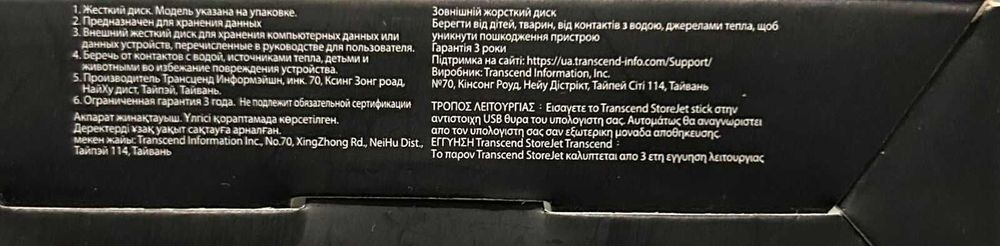 1. Жесткий диск. Модель указана на упаковке.
2. Предназначен для хранения данных
3. Внешний жесткий диск для хранения компьютерных данных или
данных устройств, перечисленные в руководстве для пользователя.
4. Беречь от контактов с водой, источниками тепла, детьми и
животными во избежание повреждения устройства.
5. Производитель Трансценд Информэйшн, инк. 70, Ксинг Зонг роад,
НайХу дист, Тайпэй, Тайвань.
6. Ограниченная гарантия 3 года. Не подлежит обязательной сертификации
Ақпарат жинақтауыш. Үлгісі қораптамада көрсетілген.
Деректерді ұзақ уақыт сақтауға арналған.
мекен жайы: Transcend Information Inc., No.70, XingZhong Rd., NeiHu Dist.,
Тайпэй 114, Тайвань
Зовнішній жорсткий диск
Берегти від дітей, тварин, від контактів з водою, джерелами тепла, щоб
уникнути пошкодження пристрою
Гарантія 3 роки
Підтримка на сайті: https://ua.transcend-info.com/Support/
Виробник: Transcend Information, Inc.
№70, Кінсонг Роуд, Нейу Дістрікт, Тайпей Сіті 114, Тайвань
ΤΡΟΠΟΣ ΛΕΙΤΟΥΡΓΙΑΣ : Εισαγετε το Transcend StoreJet stick στην
αντιστοιχη USB θυρα του υπολογιστη σας. Αυτομάτως θα αναγνωριστει
απο τον υπολογιστη σας σαν εξωτερικη μοναδα αποθηκευσης.
ΕΓΓΥΗΣΗ Transcend StoreJet Transcend :
Το παρον Transcend StoreJet καλυπτεται απο 3 ετη εγγυηση λειτουργιας